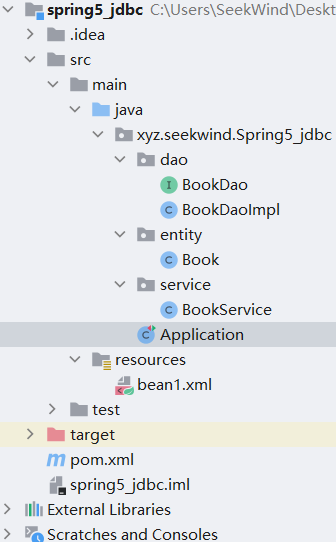 spring5_jdbc C:\Users\SeekWind\Deskt
.idea
src
main
java
xyz.seekwind.Spring5_jdbc
dao
I BookDao
C BookDaoImpl
entity
C Book
service
C BookService
C Application
resources
bean1.xml
test
target
m pom.xml
spring5_jdbc.iml
External Libraries
Scratches and Consoles